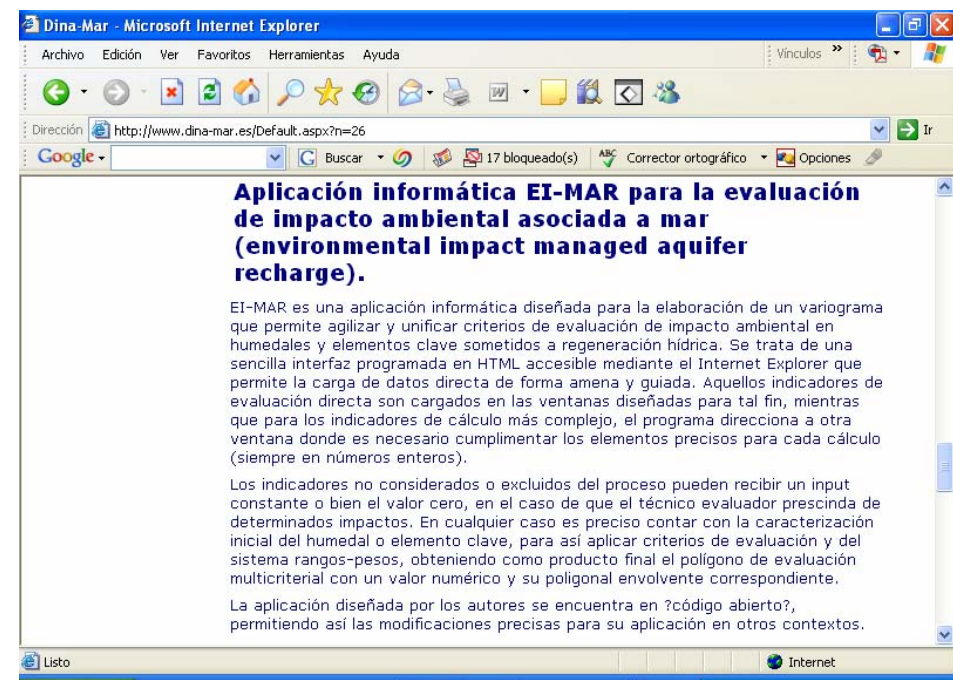 Dina-Mar - Microsoft Internet Explorer
Archivo Edición Ver Favoritos Herramientas Ayuda Vínculos »
Dirección http://www.dina-mar.es/Default.aspx?n=26 Ir
Google Buscar 17 bloqueado(s) ABC Corrector ortográfico Opciones
Aplicación informática EI-MAR para la evaluación
de impacto ambiental asociada a mar
(environmental impact managed aquifer
recharge).
EI-MAR es una aplicación informática diseñada para la elaboración de un variograma
que permite agilizar y unificar criterios de evaluación de impacto ambiental en
humedales y elementos clave sometidos a regeneración hídrica. Se trata de una
sencilla interfaz programada en HTML accesible mediante el Internet Explorer que
permite la carga de datos directa de forma amena y guiada. Aquellos indicadores de
evaluación directa son cargados en las ventanas diseñadas para tal fin, mientras
que para los indicadores de cálculo más complejo, el programa direcciona a otra
ventana donde es necesario cumplimentar los elementos precisos para cada cálculo
(siempre en números enteros).
Los indicadores no considerados o excluidos del proceso pueden recibir un input
constante o bien el valor cero, en el caso de que el técnico evaluador prescinda de
determinados impactos. En cualquier caso es preciso contar con la caracterización
inicial del humedal o elemento clave, para así aplicar criterios de evaluación y del
sistema rangos-pesos, obteniendo como producto final el polígono de evaluación
multicriterial con un valor numérico y su poligonal envolvente correspondiente.
La aplicación diseñada por los autores se encuentra en ?código abierto?,
permitiendo así las modificaciones precisas para su aplicación en otros contextos.
Listo Internet